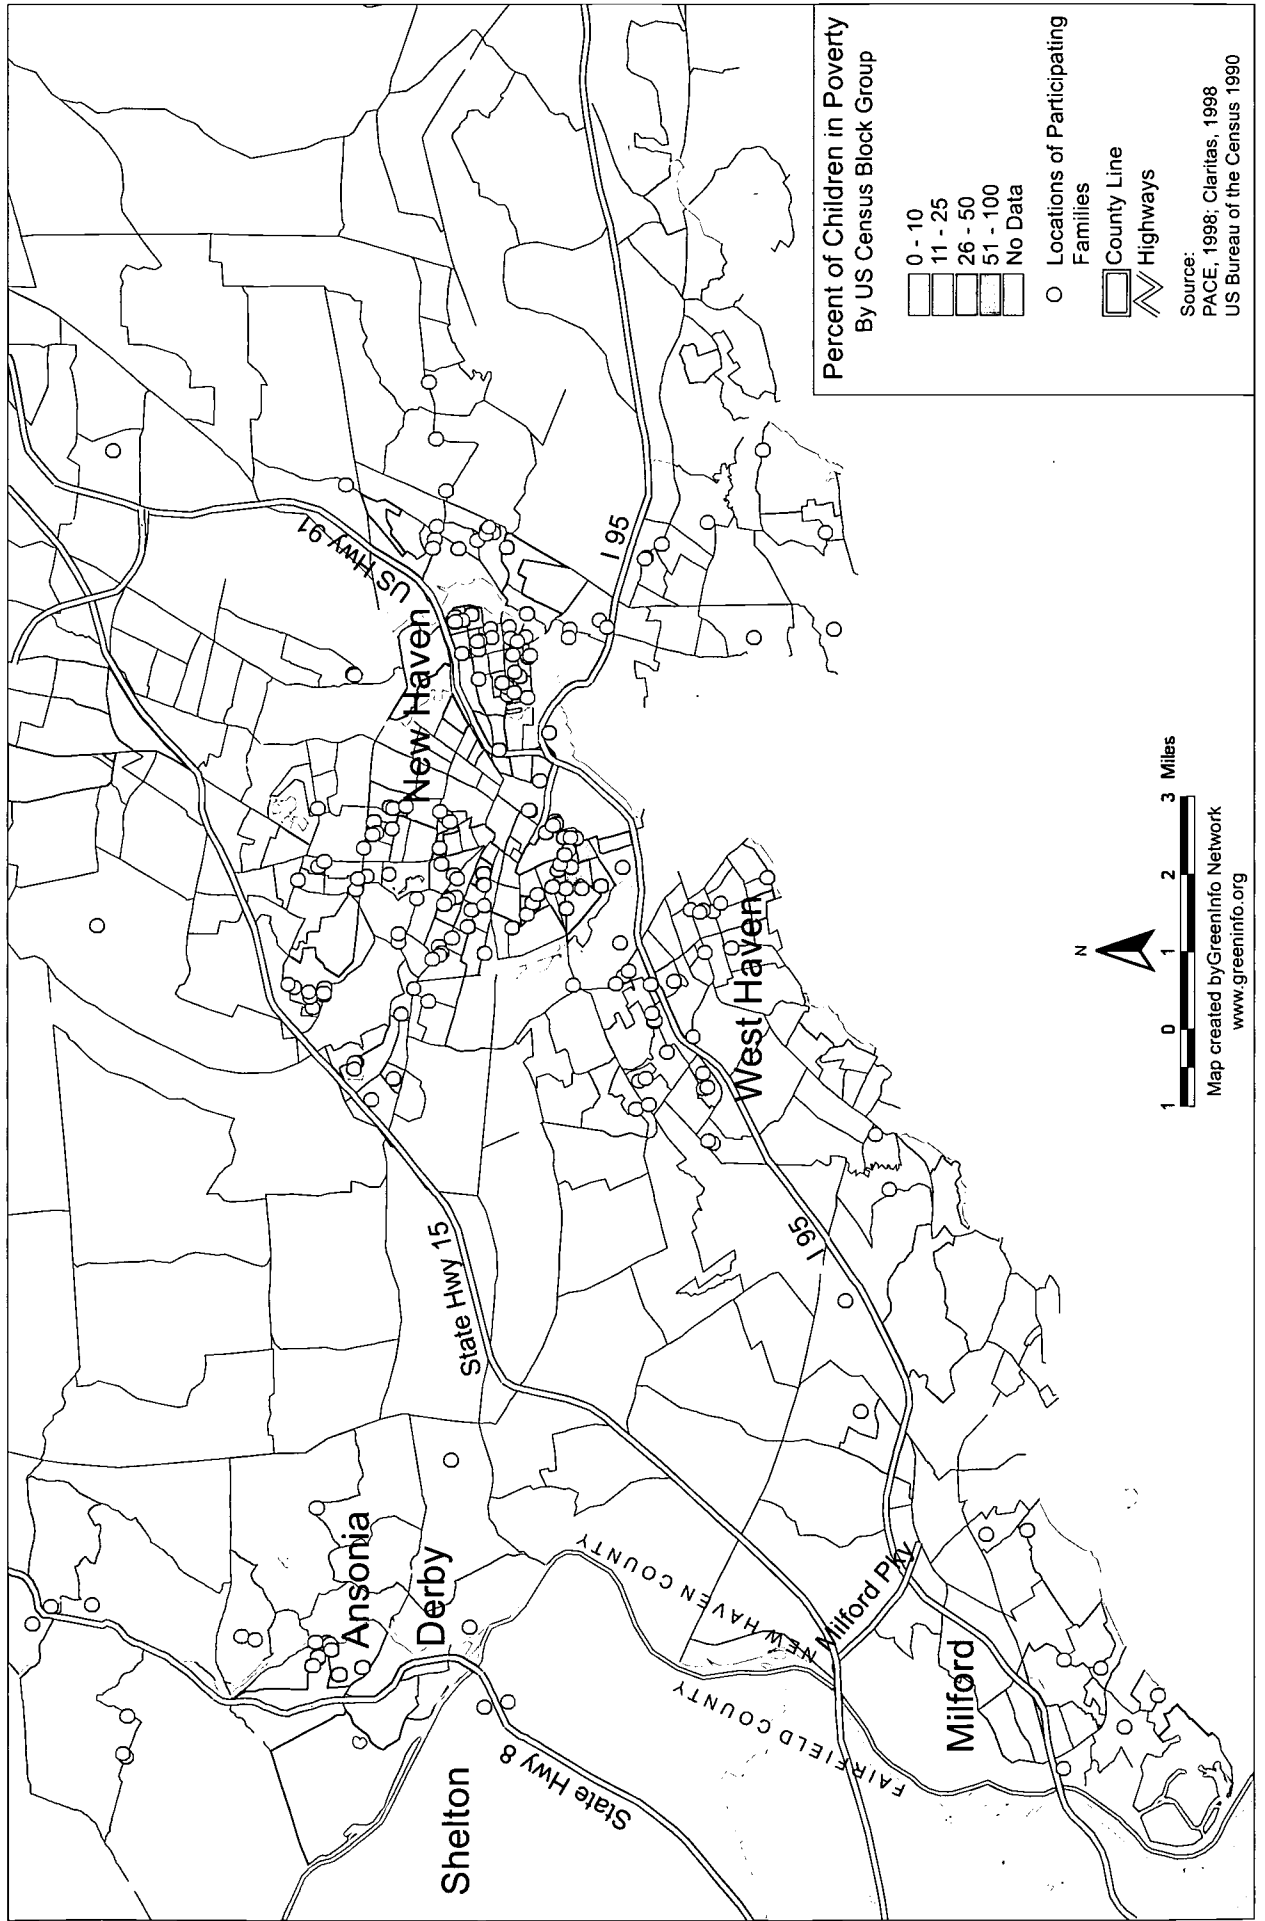 Percent of Children in Poverty
By US Census Block Group
0 - 10
11 - 25
26 - 50
51 - 100
No Data
Locations of Participating
Families
County Line
Highways
Source:
PACE, 1998; Claritas, 1998
US Bureau of the Census 1990
US Hwy 91
New Haven
I 95
West Haven
I 95
State Hwy 15
Ansonia
Derby
NEW HAVEN COUNTY
FAIRFIELD COUNTY
Milford Pky
Milford
Shelton
State Hwy 8
N
1 0 1 2 3 Miles
Map created byGreenInfo Network
www.greeninfo.org